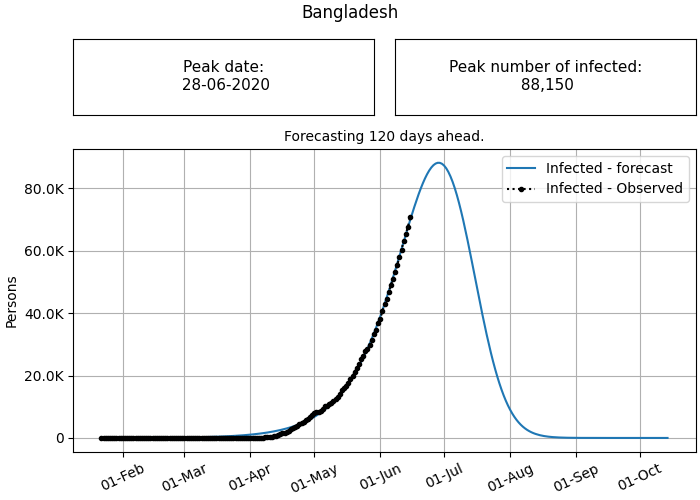 Bangladesh
Peak date:
28-06-2020
Peak number of infected:
88,150
Forecasting 120 days ahead.
Infected - forecast
Infected - Observed
80.0K
60.0K
40.0K
20.0K
0
Persons
01-Feb
01-Mar
01-Apr
01-May
01-Jun
01-Jul
01-Aug
01-Sep
01-Oct